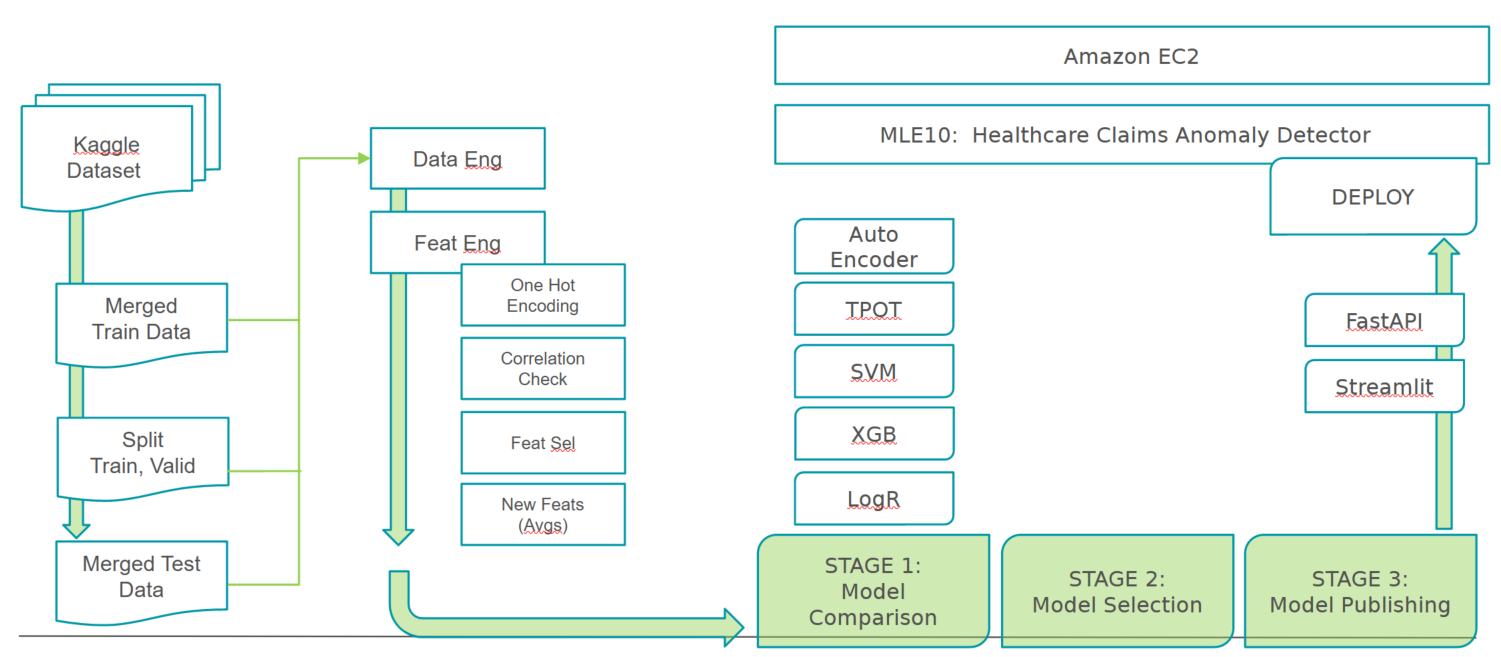 Kaggle
Dataset
Merged
Train Data
Split
Train, Valid
Merged Test
Data
Data Eng
Feat Eng
One Hot
Encoding
Correlation
Check
Feat Sel
New Feats
(Avgs)
Amazon EC2
MLE10:  Healthcare Claims Anomaly Detector
DEPLOY
Auto
Encoder
TPOT
SVM
XGB
LogR
FastAPI
Streamlit
STAGE 1:
Model
Comparison
STAGE 2:
Model Selection
STAGE 3:
Model Publishing